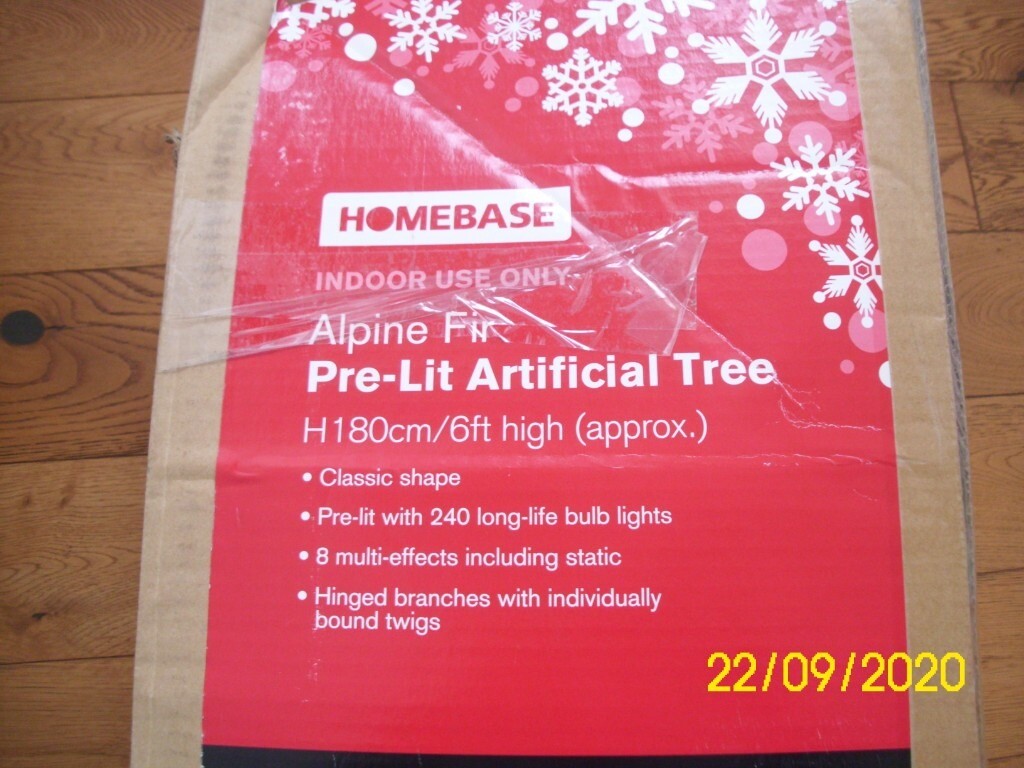 HOMEBASE
INDOOR USE ONLY
Alpine Fir
Pre-Lit Artificial Tree
H180cm/6ft high (approx.)
• Classic shape
• Pre-lit with 240 long-life bulb lights
• 8 multi-effects including static
• Hinged branches with individually
bound twigs
22/09/2020